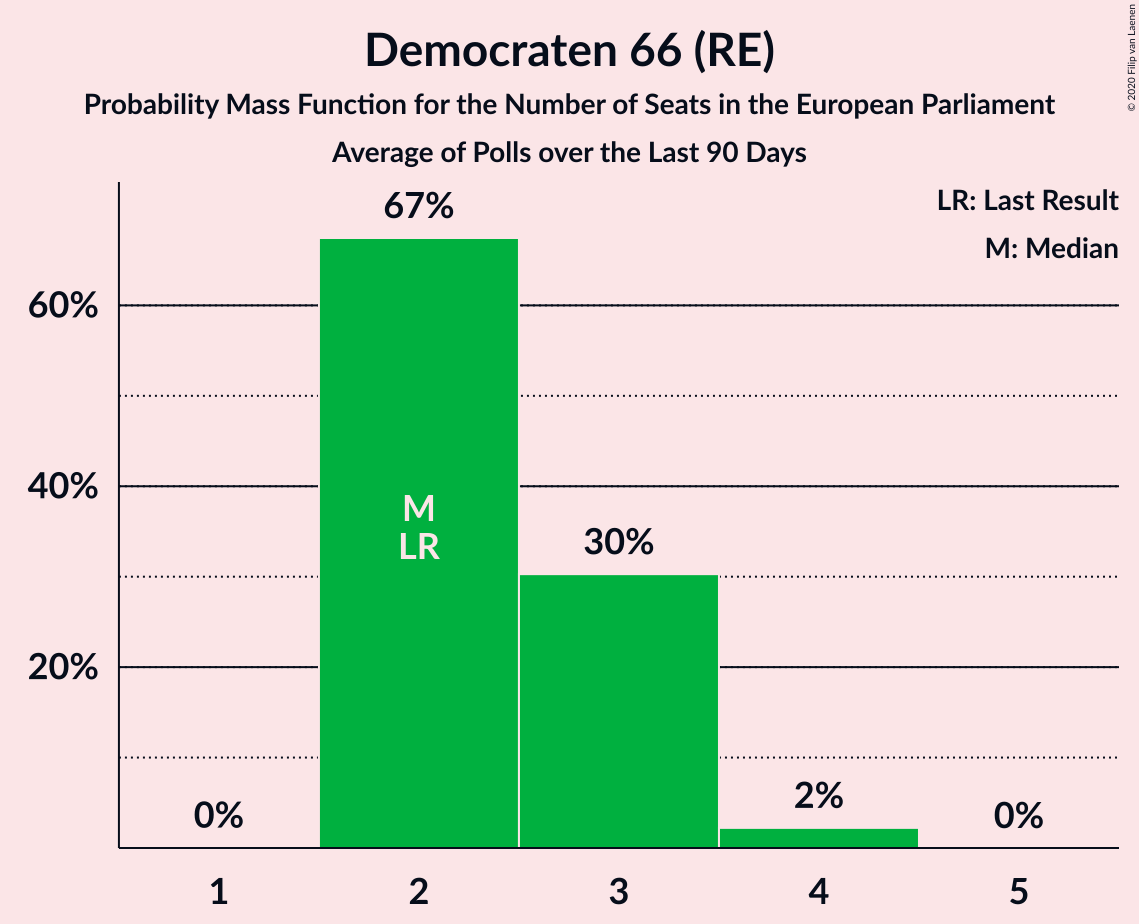 Democraten 66 (RE)
Probability Mass Function for the Number of Seats in the European Parliament
Average of Polls over the Last 90 Days
© 2020 Filip van Laenen
LR: Last Result
M: Median
67%
60%
40%
20%
M
LR
30%
0%
2%
0%
1 2 3 4 5